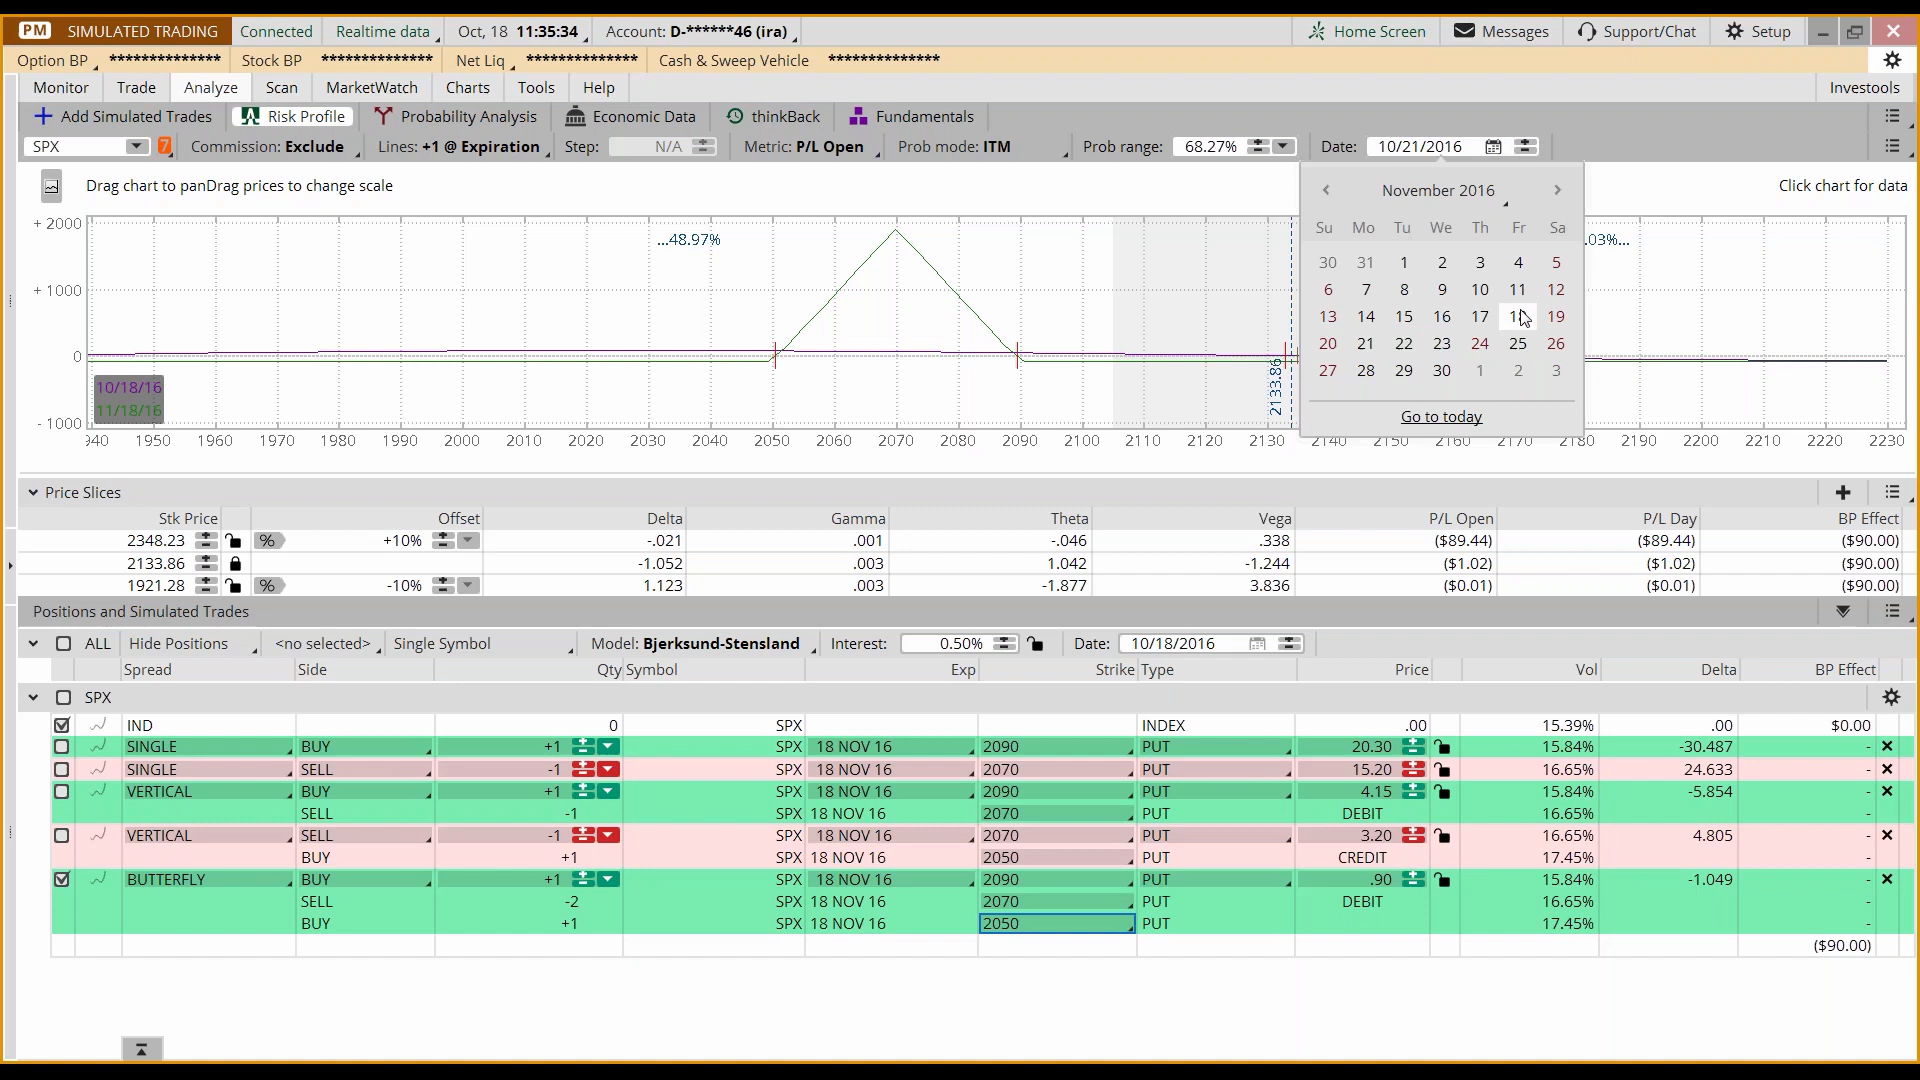 PM SIMULATED TRADING Connected Realtime data Oct, 18 11:35:34 Account: D-******46 (ira) Home Screen Messages Support/Chat Setup
Option BP ************** Stock BP ************** Net Liq ************** Cash & Sweep Vehicle **************
Monitor Trade Analyze Scan MarketWatch Charts Tools Help Investools
Add Simulated Trades Risk Profile Probability Analysis Economic Data thinkBack Fundamentals
SPX 7 Commission: Exclude Lines: +1 @ Expiration Step: N/A Metric: P/L Open Prob mode: ITM Prob range: 68.27% Date: 10/21/2016
Drag chart to panDrag prices to change scale Click chart for data
November 2016
Su Mo Tu We Th Fr Sa
30 31 1 2 3 4 5
6 7 8 9 10 11 12
13 14 15 16 17 19
20 21 22 23 24 25 26
27 28 29 30 1 2 3
Go to today
+ 2000
...48.97% .03%...
+ 1000
0
- 1000
10/18/16
11/18/16
2133.86
1950 1960 1970 1980 1990 2000 2010 2020 2030 2040 2050 2060 2070 2080 2090 2100 2110 2120 2130 2140 2150 2160 2170 2180 2190 2200 2210 2220 2230
Price Slices
Stk Price Offset Delta Gamma Theta Vega P/L Open P/L Day BP Effect
2348.23 % +10% -.021 .001 -.046 .338 ($89.44) ($89.44) ($90.00)
2133.86 -1.052 .003 1.042 -1.244 ($1.02) ($1.02) ($90.00)
1921.28 % -10% 1.123 .003 -1.877 3.836 ($0.01) ($0.01) ($90.00)
Positions and Simulated Trades
ALL Hide Positions <no selected> Single Symbol Model: Bjerksund-Stensland Interest: 0.50% Date: 10/18/2016
Spread Side Qty Symbol Exp Strike Type Price Vol Delta BP Effect
SPX
IND 0 SPX INDEX .00 15.39% .00 $0.00
SINGLE BUY +1 SPX 18 NOV 16 2090 PUT 20.30 15.84% -30.487 -
SINGLE SELL -1 SPX 18 NOV 16 2070 PUT 15.20 16.65% 24.633 -
VERTICAL BUY +1 SPX 18 NOV 16 2090 PUT 4.15 15.84% -5.854 -
SELL -1 SPX 18 NOV 16 2070 PUT DEBIT 16.65% -
VERTICAL SELL -1 SPX 18 NOV 16 2070 PUT 3.20 16.65% 4.805 -
BUY +1 SPX 18 NOV 16 2050 PUT CREDIT 17.45% -
BUTTERFLY BUY +1 SPX 18 NOV 16 2090 PUT .90 15.84% -1.049 -
SELL -2 SPX 18 NOV 16 2070 PUT DEBIT 16.65% -
BUY +1 SPX 18 NOV 16 2050 PUT 17.45% -
($90.00)